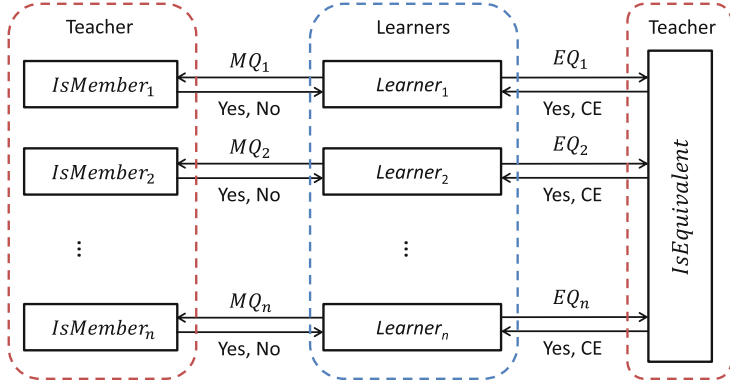 Teacher Learners Teacher
MQ₁ EQ₁
IsMember₁ Learner₁
Yes, No Yes, CE
MQ₂ EQ₂
IsMember₂ Learner₂
Yes, No Yes, CE
IsEquivalent
⋮ ⋮
MQₙ EQₙ
IsMemberₙ Learnerₙ
Yes, No Yes, CE